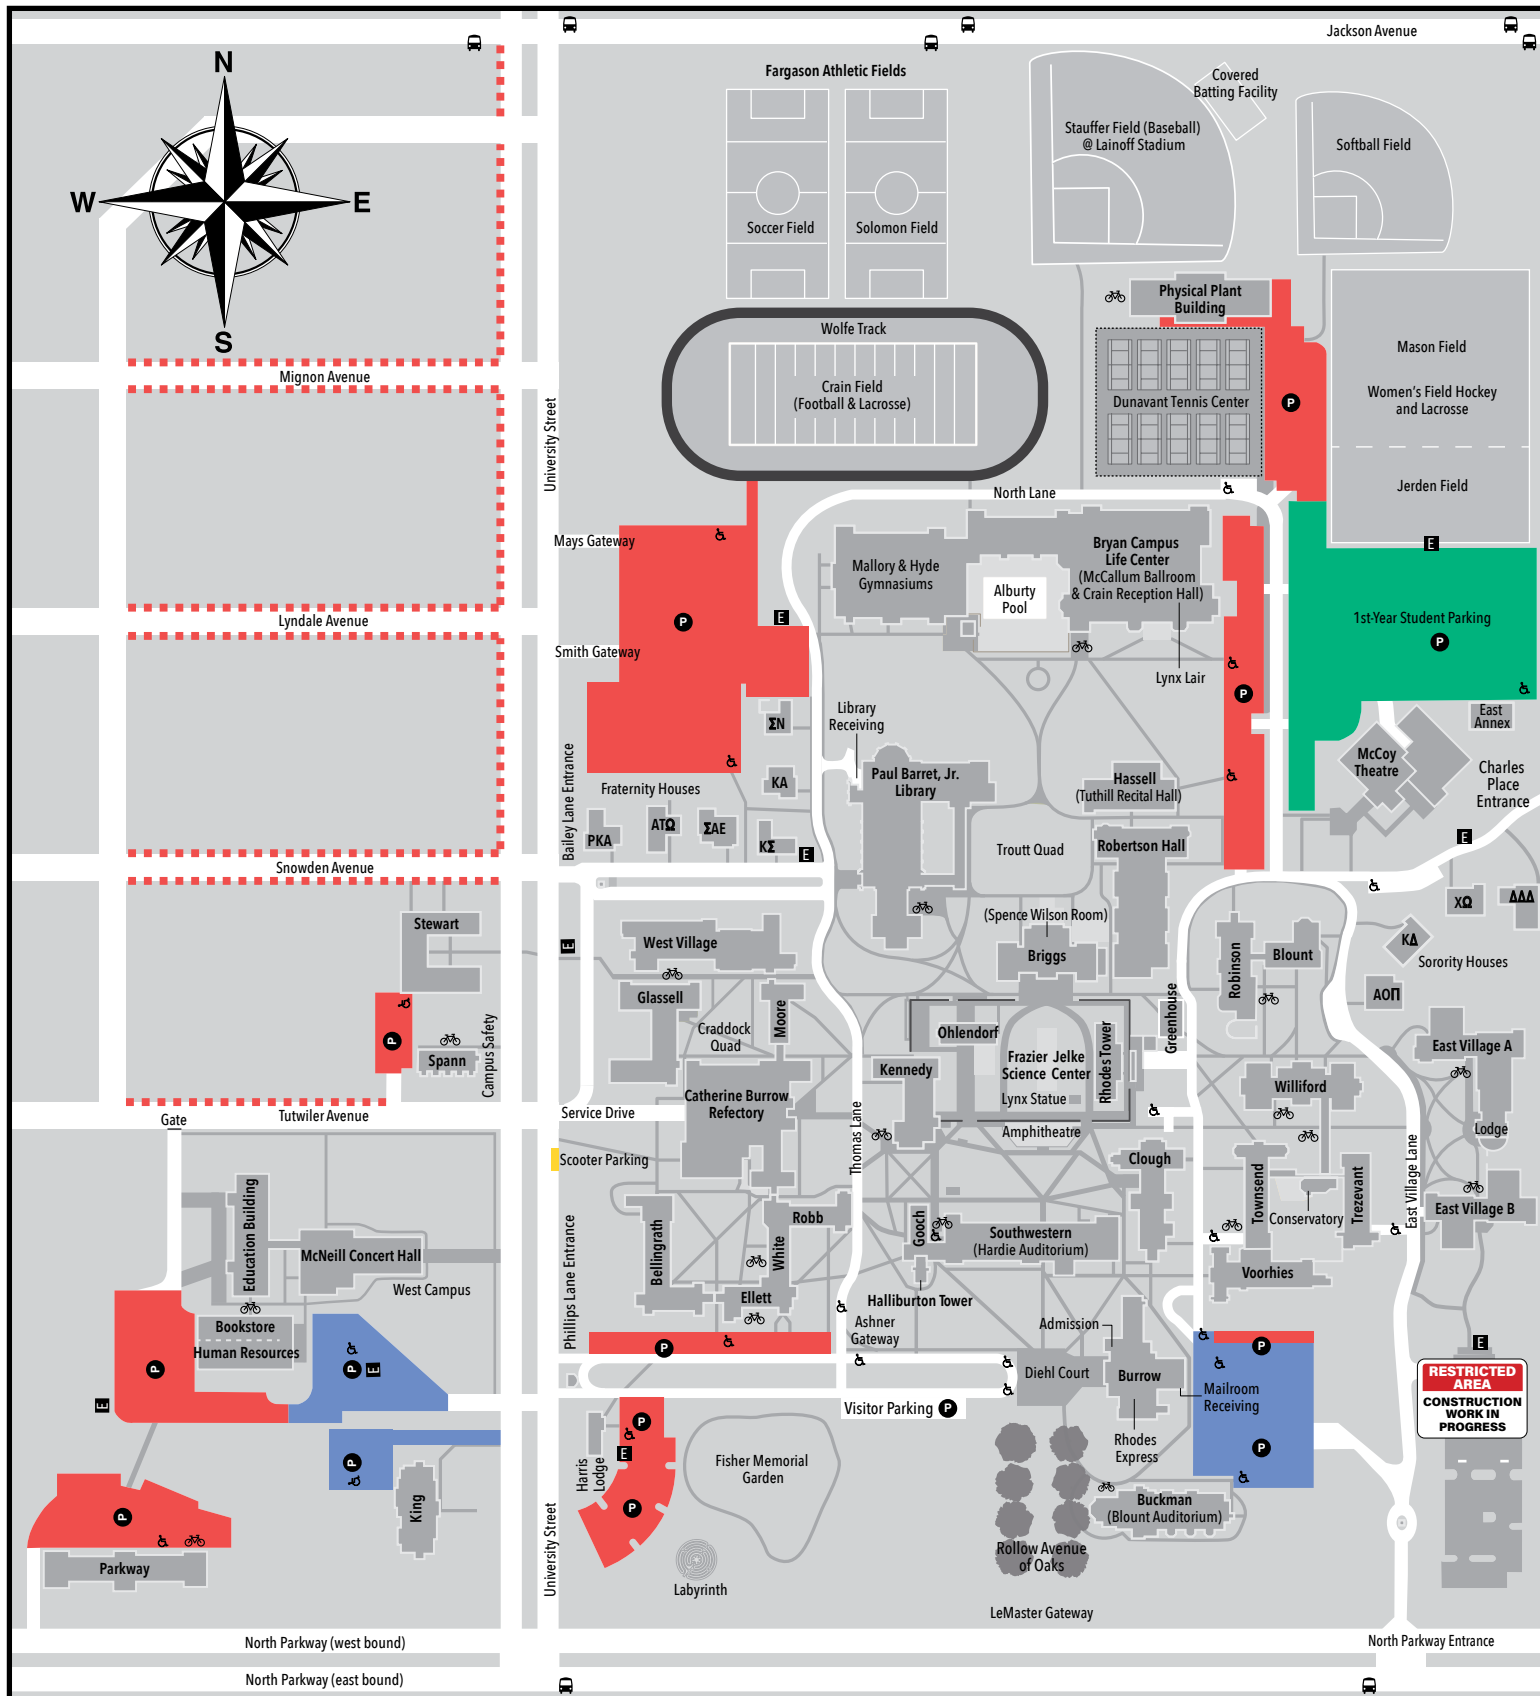 Jackson Avenue
N
W
E
S
Fargason Athletic Fields
Covered
Batting Facility
Stauffer Field (Baseball)
@ Lainoff Stadium
Softball Field
Soccer Field
Solomon Field
Physical Plant
Building
Wolfe Track
Crain Field
(Football & Lacrosse)
Dunavant Tennis Center
P
Mason Field
Women's Field Hockey
and Lacrosse
Jerden Field
Mignon Avenue
University Street
North Lane
Mays Gateway
Mallory & Hyde
Gymnasiums
Bryan Campus
Life Center
(McCallum Ballroom
& Crain Reception Hall)
Alburty
Pool
E
1st-Year Student Parking
P
Lyndale Avenue
P
E
Smith Gateway
Lynx Lair
P
Library
Receiving
ΣN
East
Annex
McCoy
Theatre
Charles
Place
Entrance
Bailey Lane Entrance
Fraternity Houses
KA
Paul Barret, Jr.
Library
Hassell
(Tuthill Recital Hall)
PKA
ATΩ
ΣAE
KΣ
E
Troutt Quad
Robertson Hall
E
Snowden Avenue
XΩ
ΔΔΔ
Stewart
E
West Village
(Spence Wilson Room)
Briggs
Robinson
Blount
KΔ
Sorority Houses
Glassell
Moore
Craddock
Quad
Ohlendorf
Greenhouse
AOΠ
P
Spann
Campus Safety
Kennedy
Frazier Jelke
Science Center
Rhodes Tower
East Village A
Catherine Burrow
Refectory
Lynx Statue
Williford
Tutwiler Avenue
Gate
Service Drive
Amphitheatre
Lodge
Scooter Parking
Thomas Lane
Clough
Townsend
Trezevant
East Village Lane
Education Building
McNeill Concert Hall
Phillips Lane Entrance
Bellingrath
Robb
White
Gooch
Southwestern
(Hardie Auditorium)
Conservatory
East Village B
West Campus
Voorhies
Ellett
Halliburton Tower
Bookstore
Human Resources
Ashner
Gateway
Admission
P
P
E
P
P
E
E
Diehl Court
Burrow
Mailroom
Receiving
RESTRICTED
AREA
CONSTRUCTION
WORK IN
PROGRESS
Visitor Parking P
P
E
Harris
Lodge
Fisher Memorial
Garden
Rhodes
Express
P
P
King
P
P
Buckman
(Blount Auditorium)
Rollow Avenue
of Oaks
Parkway
University Street
Labyrinth
LeMaster Gateway
North Parkway (west bound)
North Parkway Entrance
North Parkway (east bound)